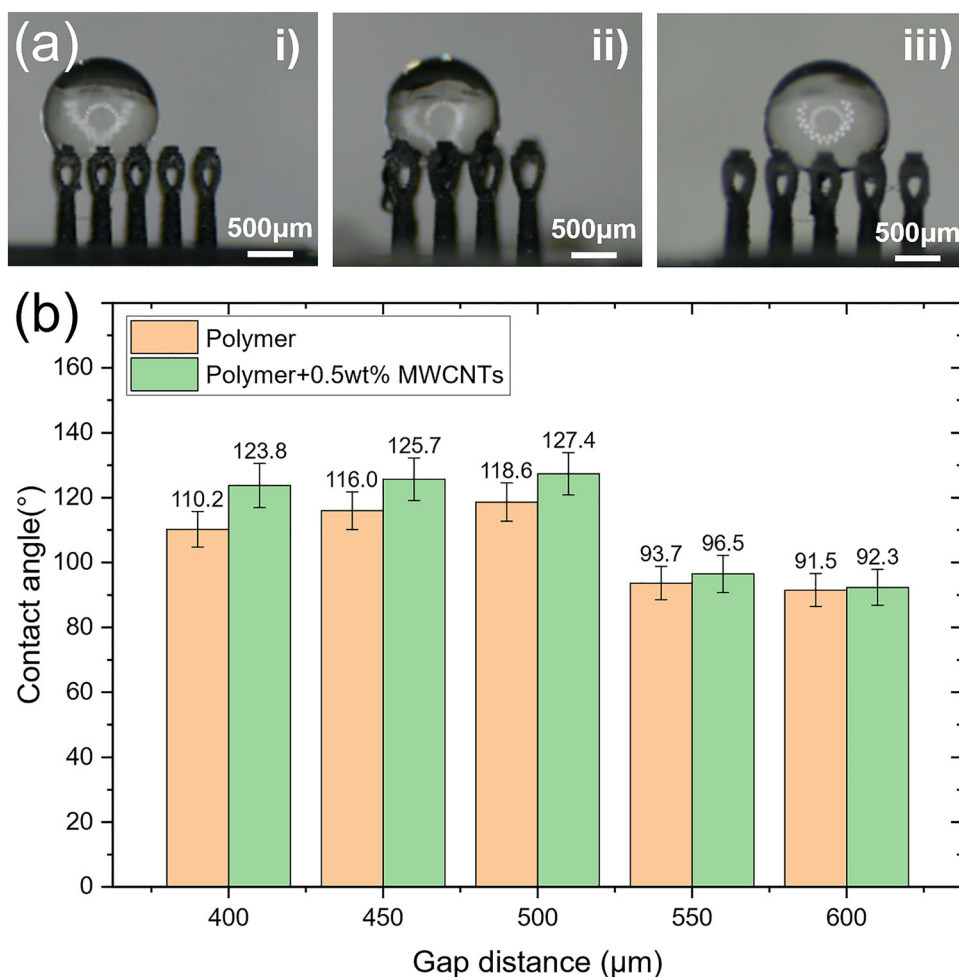 (a)
i)
500μm
ii)
500μm
iii)
500μm
(b)
Polymer
Polymer+0.5wt% MWCNTs
Contact angle(°)
160
140
120
100
80
60
40
20
0
110.2
123.8
116.0
125.7
118.6
127.4
93.7
96.5
91.5
92.3
400
450
500
550
600
Gap distance (μm)